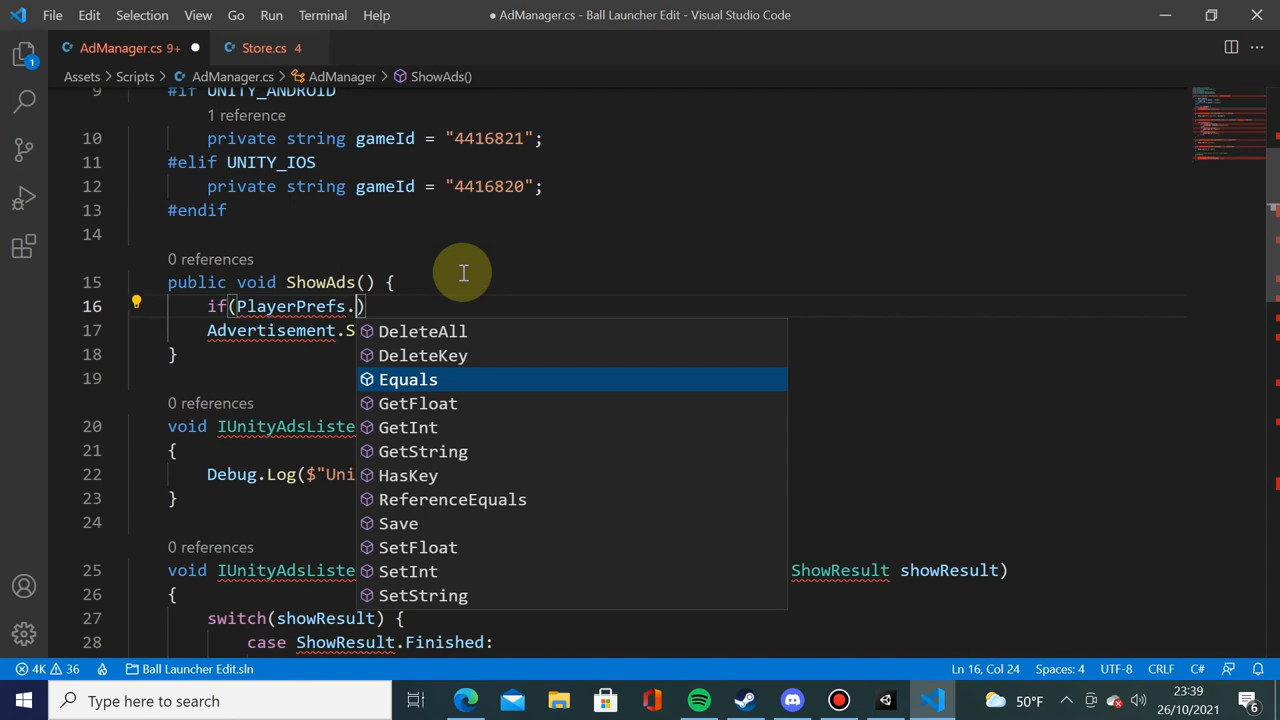 File Edit Selection View Go Run Terminal Help
● AdManager.cs - Ball Launcher Edit - Visual Studio Code
AdManager.cs 9+ ●
Store.cs 4
Assets > Scripts > AdManager.cs > AdManager > ShowAds()
9 #if UNITY_ANDROID
1 reference
10 private string gameId = "4416821";
11 #elif UNITY_IOS
12 private string gameId = "4416820";
13 #endif
14
0 references
15 public void ShowAds() {
16 if(PlayerPrefs.)
17 Advertisement.S
18 }
19
0 references
20 void IUnityAdsListe
21 {
22 Debug.Log($"Uni
23 }
24
0 references
25 void IUnityAdsListe ShowResult showResult)
26 {
27 switch(showResult) {
28 case ShowResult.Finished:
DeleteAll
DeleteKey
Equals
GetFloat
GetInt
GetString
HasKey
ReferenceEquals
Save
SetFloat
SetInt
SetString
1
4K 36 Ball Launcher Edit.sln
Ln 16, Col 24 Spaces: 4 UTF-8 CRLF C#
Type here to search
50°F
23:39
26/10/2021
6